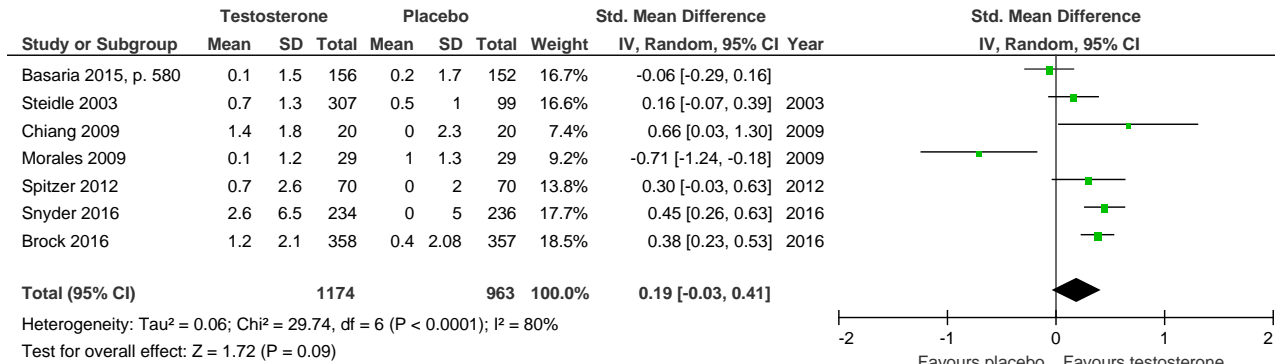 Testosterone Placebo Std. Mean Difference Std. Mean Difference
Study or Subgroup Mean SD Total Mean SD Total Weight IV, Random, 95% CI Year IV, Random, 95% CI
Basaria 2015, p. 580 0.1 1.5 156 0.2 1.7 152 16.7% -0.06 [-0.29, 0.16]
Steidle 2003 0.7 1.3 307 0.5 1 99 16.6% 0.16 [-0.07, 0.39] 2003
Chiang 2009 1.4 1.8 20 0 2.3 20 7.4% 0.66 [0.03, 1.30] 2009
Morales 2009 0.1 1.2 29 1 1.3 29 9.2% -0.71 [-1.24, -0.18] 2009
Spitzer 2012 0.7 2.6 70 0 2 70 13.8% 0.30 [-0.03, 0.63] 2012
Snyder 2016 2.6 6.5 234 0 5 236 17.7% 0.45 [0.26, 0.63] 2016
Brock 2016 1.2 2.1 358 0.4 2.08 357 18.5% 0.38 [0.23, 0.53] 2016
Total (95% CI) 1174 963 100.0% 0.19 [-0.03, 0.41]
Heterogeneity: Tau² = 0.06; Chi² = 29.74, df = 6 (P < 0.0001); I² = 80%
Test for overall effect: Z = 1.72 (P = 0.09)
-2 -1 0 1 2
Favours placebo Favours testosterone